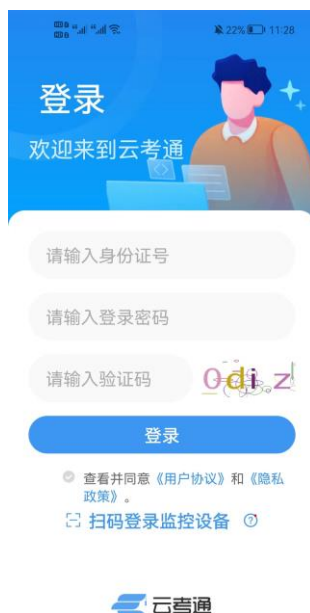 22% 11:28
登录
欢迎来到云考通
请输入身份证号
请输入登录密码
请输入验证码 0diz
登录
查看并同意《用户协议》和《隐私
政策》。
扫码登录监控设备
云考通